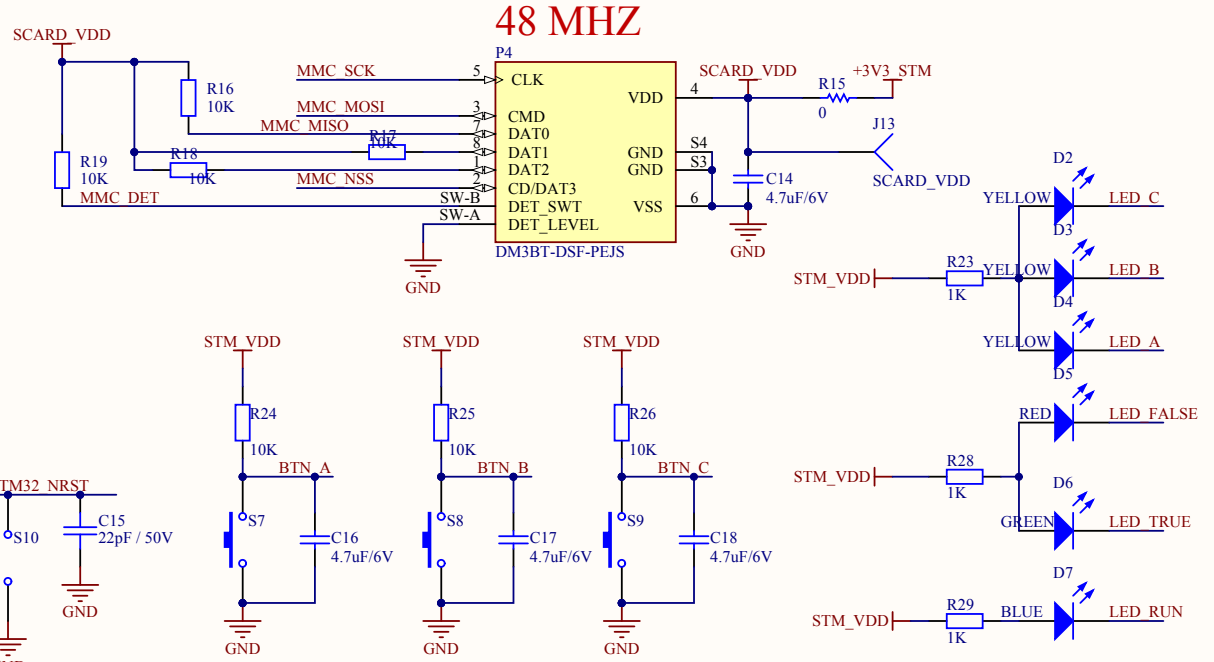 48 MHZ
SCARD_VDD
P4
MMC_SCK
5
CLK
SCARD_VDD
R15
+3V3_STM
4
VDD
0
R16
10K
MMC_MOSI
3
CMD
MMC_MISO
7
DAT0
J13
R17
10K
8
DAT1
S4
GND
R18
10K
1
DAT2
S3
GND
R19
10K
MMC_NSS
2
CD/DAT3
C14
4.7uF/6V
SCARD_VDD
MMC_DET
SW-B
DET_SWT
6
VSS
SW-A
DET_LEVEL
DM3BT-DSF-PEJS
GND
GND
D2
YELLOW
LED_C
D3
STM_VDD
R23
1K
YELLOW
LED_B
D4
YELLOW
LED_A
D5
RED
LED_FALSE
STM_VDD
R28
1K
D6
GREEN
LED_TRUE
D7
STM_VDD
R29
1K
BLUE
LED_RUN
STM_VDD
STM_VDD
STM_VDD
R24
10K
R25
10K
R26
10K
BTN_A
BTN_B
BTN_C
TM32_NRST
S10
C15
22pF / 50V
GND
S7
C16
4.7uF/6V
S8
C17
4.7uF/6V
S9
C18
4.7uF/6V
GND
GND
GND